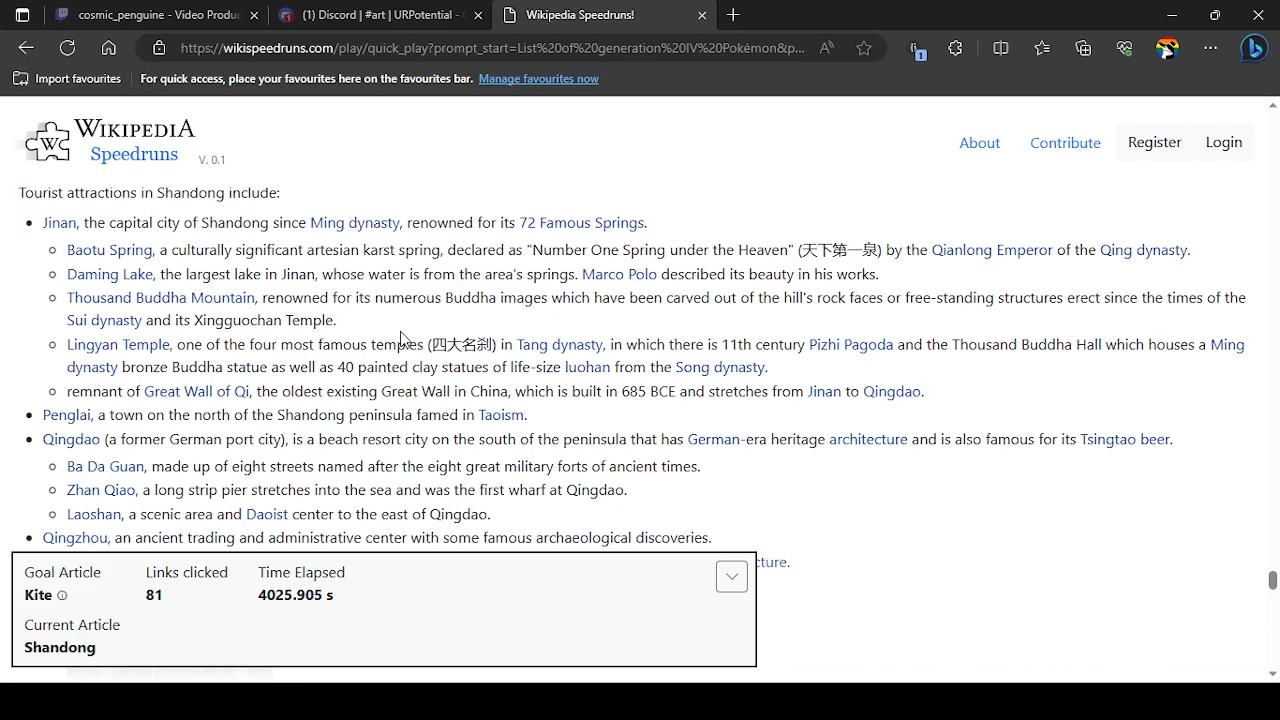 cosmic_penguine - Video Produc
(1) Discord | #art | URPotential -
Wikipedia Speedruns!
https://wikispeedruns.com/play/quick_play?prompt_start=List%20of%20generation%20IV%20Pokémon&p...
1
Import favourites
For quick access, place your favourites here on the favourites bar. Manage favourites now
WIKIPEDIA
Speedruns
V. 0.1
About
Contribute
Register
Login
Tourist attractions in Shandong include:
Jinan, the capital city of Shandong since Ming dynasty, renowned for its 72 Famous Springs.
Baotu Spring, a culturally significant artesian karst spring, declared as "Number One Spring under the Heaven" (天下第一泉) by the Qianlong Emperor of the Qing dynasty.
Daming Lake, the largest lake in Jinan, whose water is from the area's springs. Marco Polo described its beauty in his works.
Thousand Buddha Mountain, renowned for its numerous Buddha images which have been carved out of the hill's rock faces or free-standing structures erect since the times of the
Sui dynasty and its Xingguochan Temple.
Lingyan Temple, one of the four most famous temples (四大名剎) in Tang dynasty, in which there is 11th century Pizhi Pagoda and the Thousand Buddha Hall which houses a Ming
dynasty bronze Buddha statue as well as 40 painted clay statues of life-size luohan from the Song dynasty.
remnant of Great Wall of Qi, the oldest existing Great Wall in China, which is built in 685 BCE and stretches from Jinan to Qingdao.
Penglai, a town on the north of the Shandong peninsula famed in Taoism.
Qingdao (a former German port city), is a beach resort city on the south of the peninsula that has German-era heritage architecture and is also famous for its Tsingtao beer.
Ba Da Guan, made up of eight streets named after the eight great military forts of ancient times.
Zhan Qiao, a long strip pier stretches into the sea and was the first wharf at Qingdao.
Laoshan, a scenic area and Daoist center to the east of Qingdao.
Qingzhou, an ancient trading and administrative center with some famous archaeological discoveries.
cture.
Goal Article
Links clicked
Time Elapsed
Kite
81
4025.905 s
Current Article
Shandong